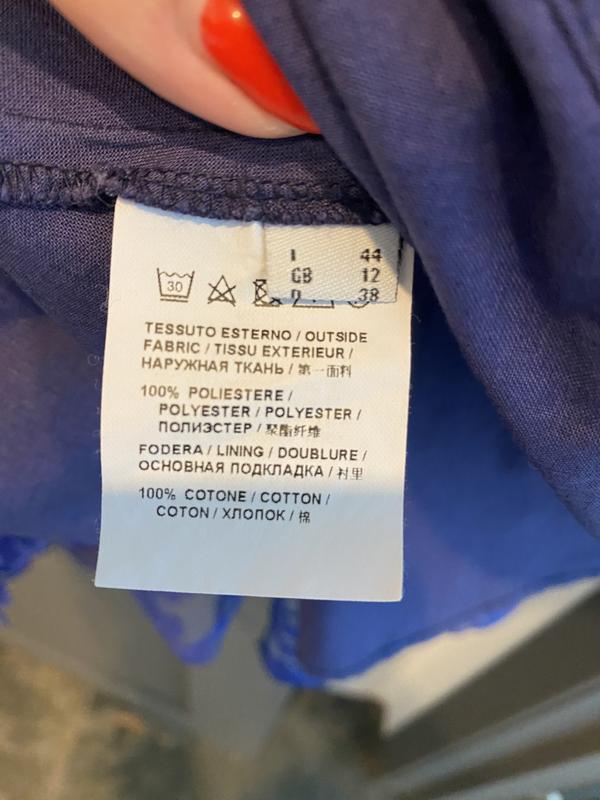 I 44
GB 12
D 38
30
TESSUTO ESTERNO / OUTSIDE
FABRIC / TISSU EXTERIEUR /
НАРУЖНАЯ ТКАНЬ / 第一面料
100% POLIESTERE /
POLYESTER / POLYESTER /
ПОЛИЭСТЕР / 聚酯纤维
FODERA / LINING / DOUBLURE /
ОСНОВНАЯ ПОДКЛАДКА / 衬里
100% COTONE / COTTON /
COTON / ХЛОПОК / 棉